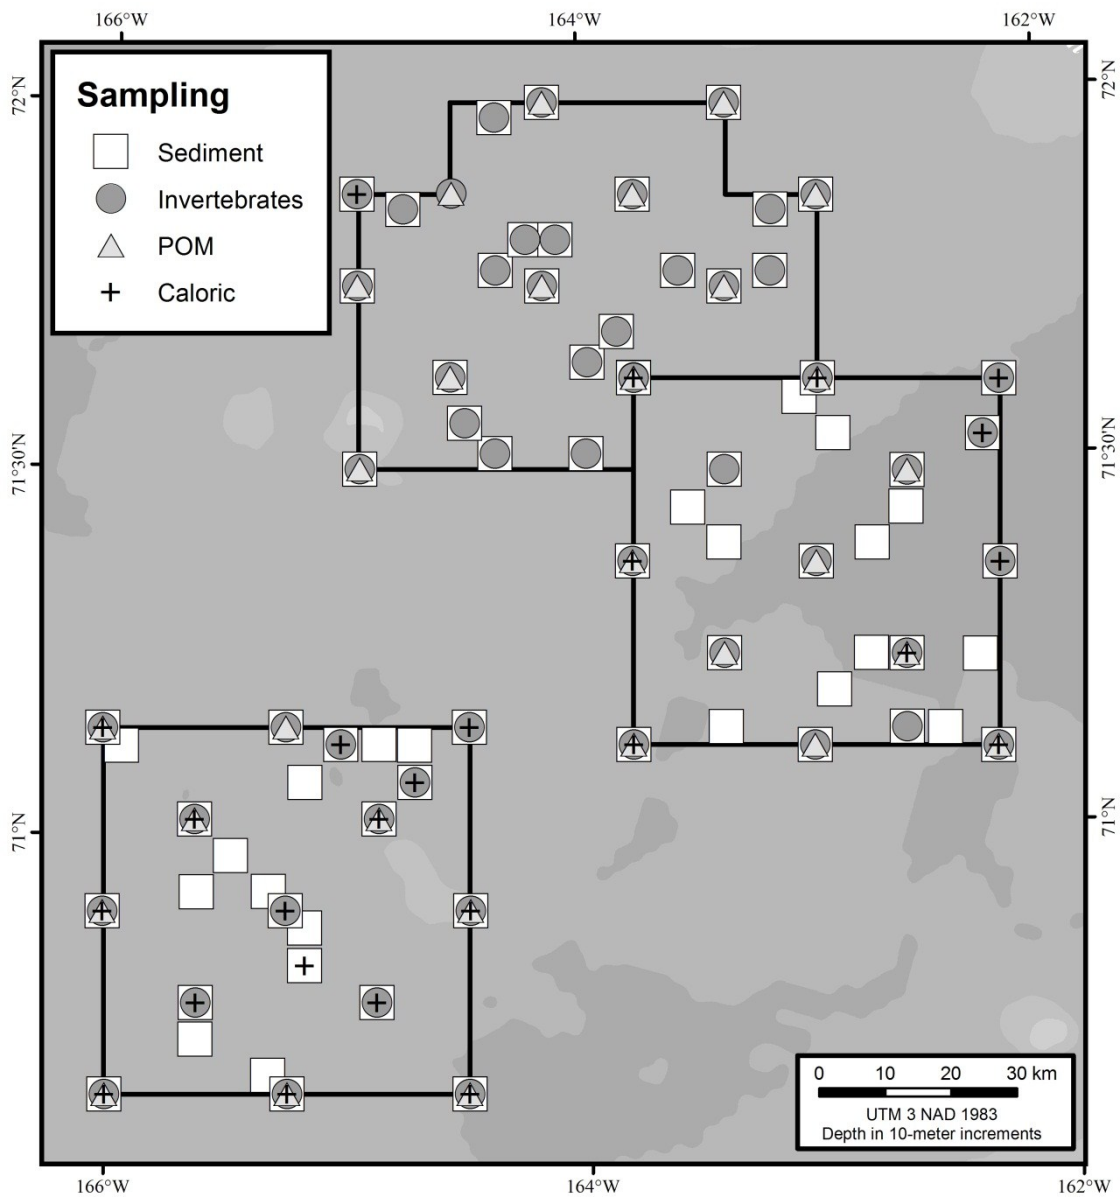 166°W 164°W 162°W
72°N
72°N
Sampling
Sediment
Invertebrates
POM
Caloric
71°30'N
71°30'N
71°N
71°N
0 10 20 30 km
UTM 3 NAD 1983
Depth in 10-meter increments
166°W 164°W 162°W